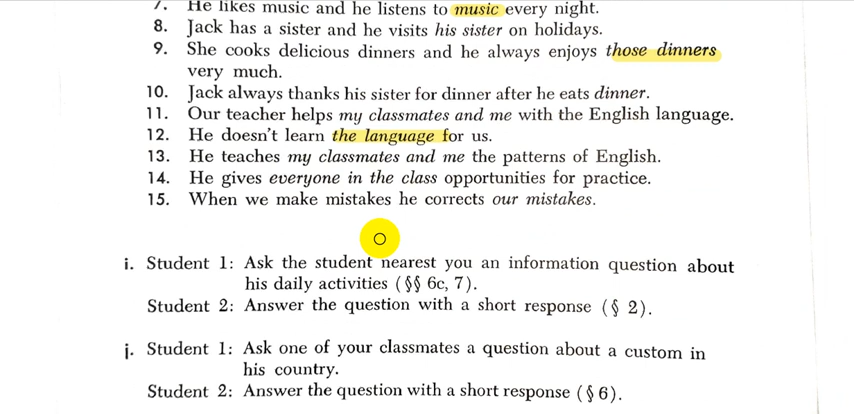 7. He likes music and he listens to music every night.
8. Jack has a sister and he visits his sister on holidays.
9. She cooks delicious dinners and he always enjoys those dinners
very much.
10. Jack always thanks his sister for dinner after he eats dinner.
11. Our teacher helps my classmates and me with the English language.
12. He doesn't learn the language for us.
13. He teaches my classmates and me the patterns of English.
14. He gives everyone in the class opportunities for practice.
15. When we make mistakes he corrects our mistakes.
i. Student 1: Ask the student nearest you an information question about
his daily activities (§§ 6c, 7).
Student 2: Answer the question with a short response (§ 2).
j. Student 1: Ask one of your classmates a question about a custom in
his country.
Student 2: Answer the question with a short response (§ 6).